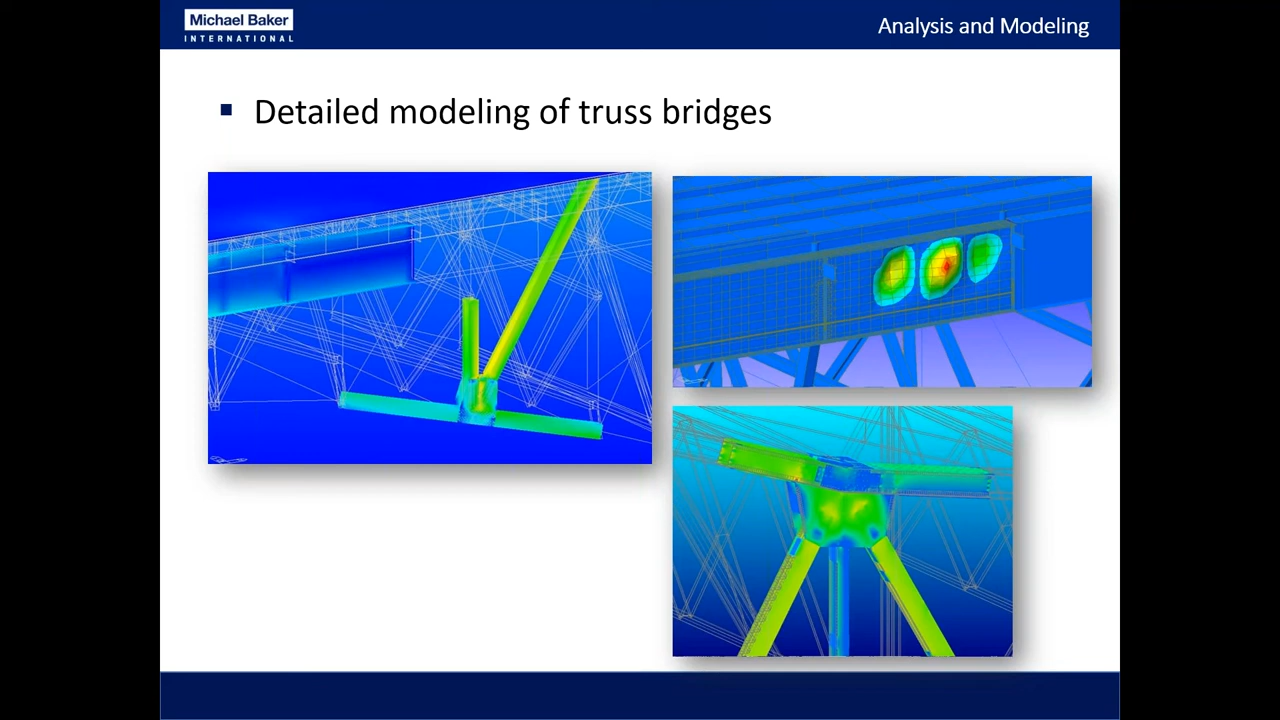 Michael Baker
INTERNATIONAL
Analysis and Modeling
Detailed modeling of truss bridges